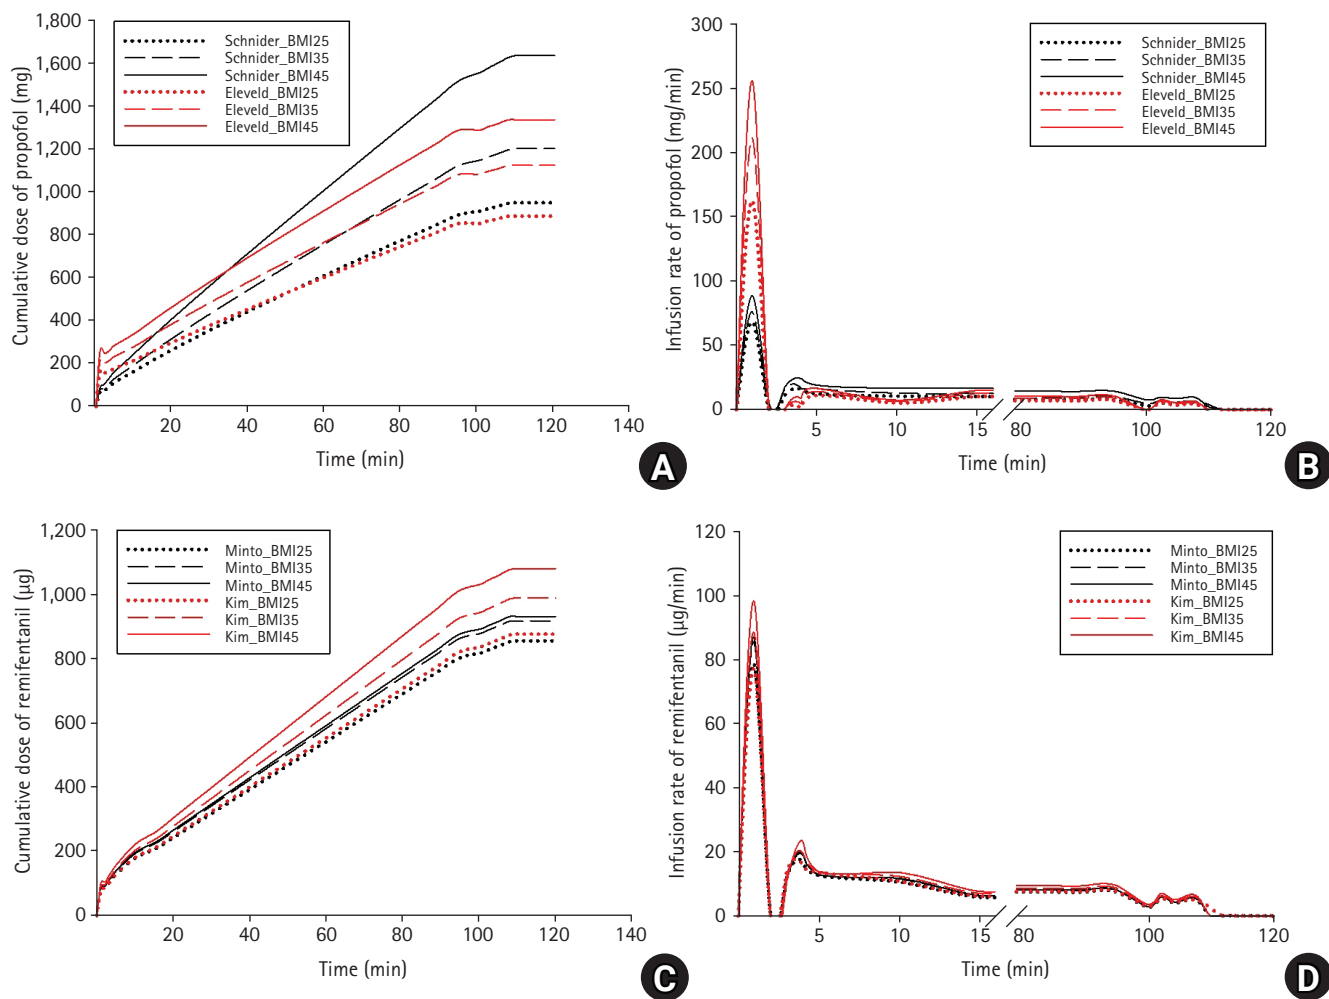 Cumulative dose of propofol (mg)
1,800
1,600
1,400
1,200
1,000
800
600
400
200
0
Schnider_BMI25
Schnider_BMI35
Schnider_BMI45
Eleveld_BMI25
Eleveld_BMI35
Eleveld_BMI45
20 40 60 80 100 120 140
Time (min)
A
Infusion rate of propofol (mg/min)
300
250
200
150
100
50
0
Schnider_BMI25
Schnider_BMI35
Schnider_BMI45
Eleveld_BMI25
Eleveld_BMI35
Eleveld_BMI45
5 10 15 80 100 120
Time (min)
B
Cumulative dose of remifentanil (µg)
1,200
1,000
800
600
400
200
0
Minto_BMI25
Minto_BMI35
Minto_BMI45
Kim_BMI25
Kim_BMI35
Kim_BMI45
20 40 60 80 100 120 140
Time (min)
C
Infusion rate of remifentanil (µg/min)
120
100
80
60
40
20
0
Minto_BMI25
Minto_BMI35
Minto_BMI45
Kim_BMI25
Kim_BMI35
Kim_BMI45
5 10 15 80 100 120
Time (min)
D